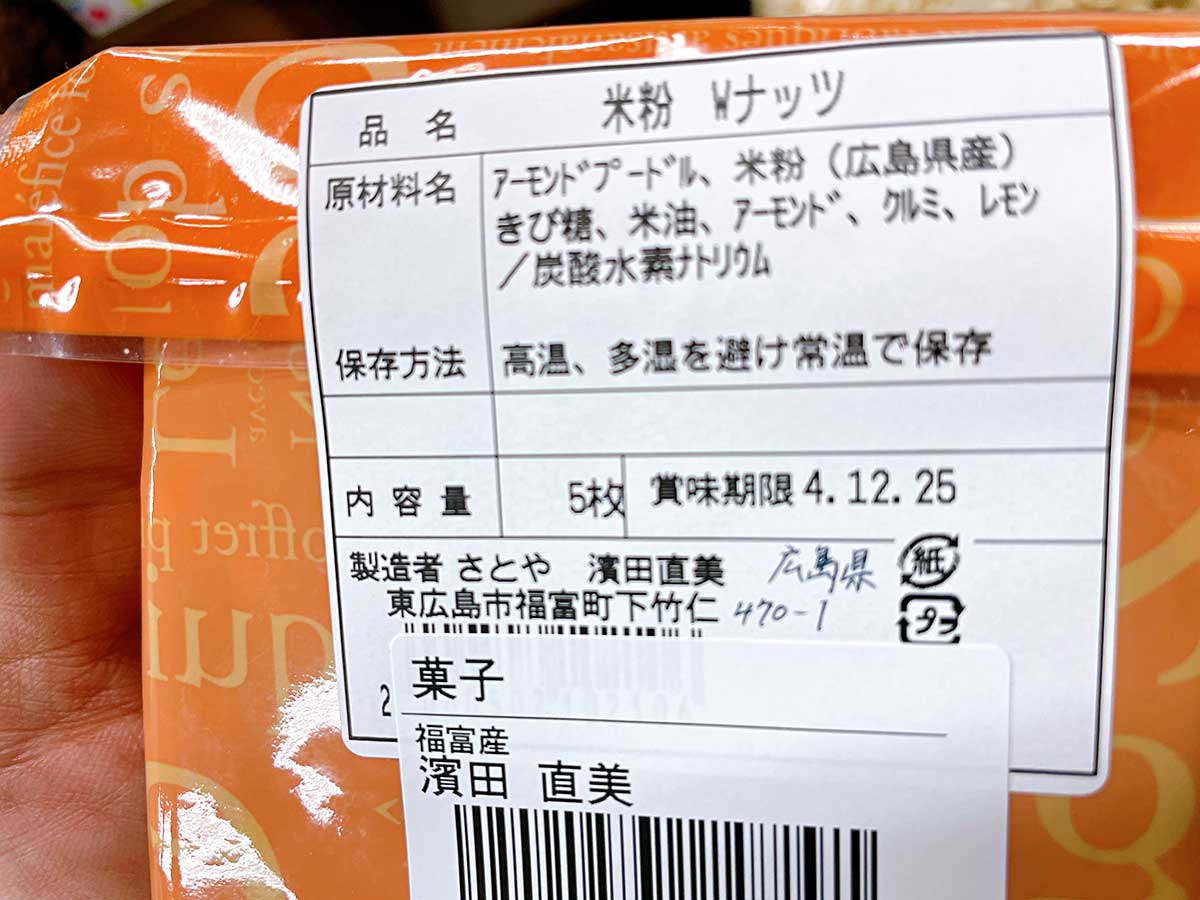 品 名 米粉 Wナッツ
原材料名 ｱｰﾓﾝﾄﾞﾌﾟｰﾄﾞﾙ、米粉（広島県産）
きび糖、米油、ｱｰﾓﾝﾄﾞ、ｸﾙﾐ、ﾚﾓﾝ
／炭酸水素ﾅﾄﾘｳﾑ
保存方法 高温、多湿を避け常温で保存
内 容 量 5枚 賞味期限 4.12.25
製造者 さとや 濱田直美 広島県
東広島市福富町下竹仁 470-1
紙
プラ
2
菓子
福富産
濱田 直美
maléfice
avec
offret p
qui